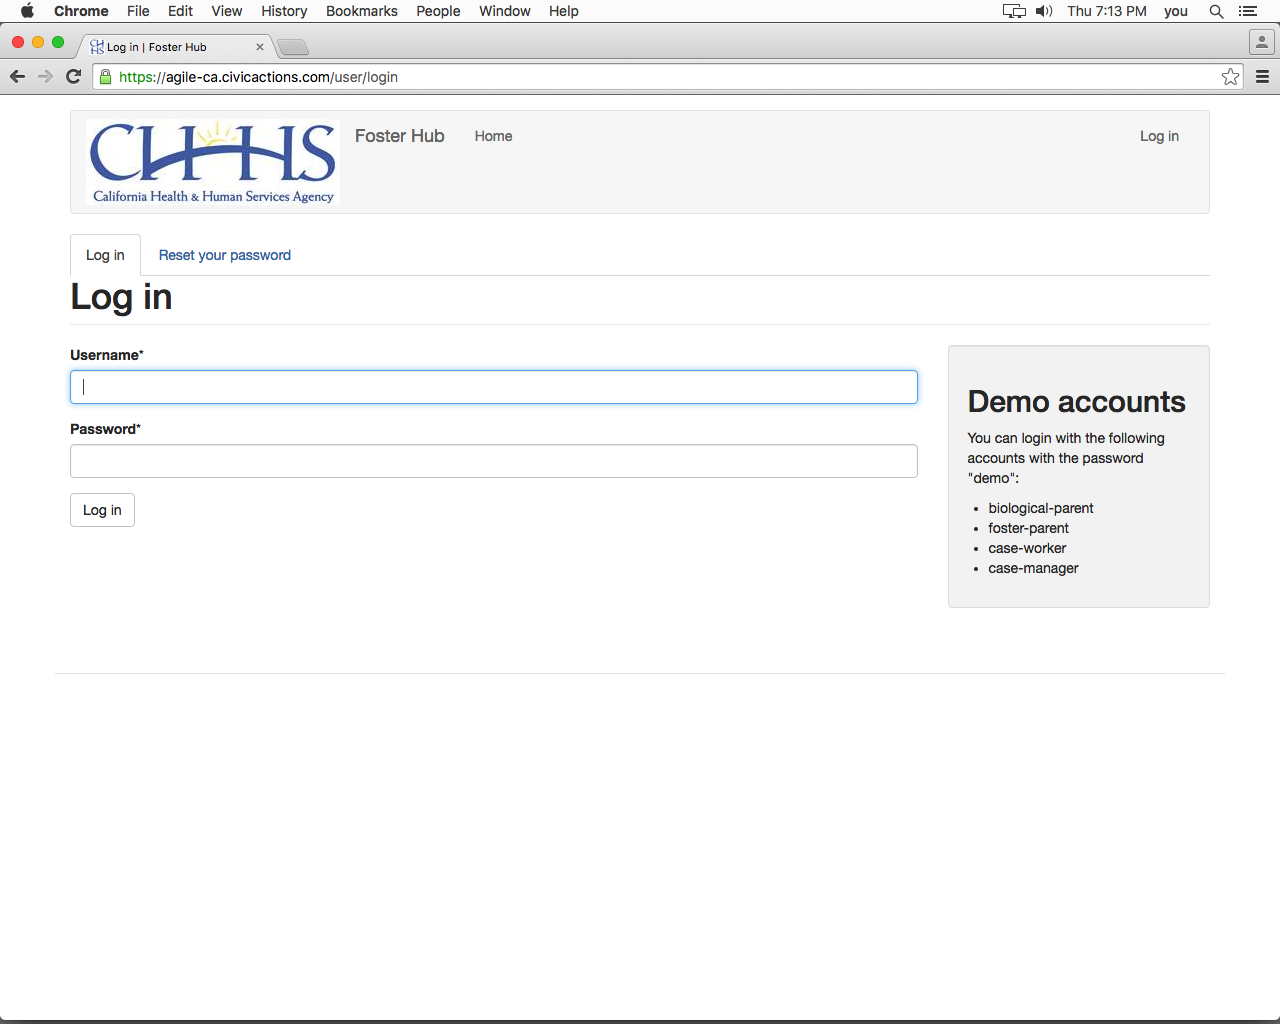 Chrome File Edit View History Bookmarks People Window Help Thu 7:13 PM you
Log in | Foster Hub
https://agile-ca.civicactions.com/user/login
CHHS
California Health & Human Services Agency
Foster Hub Home Log in
Log in Reset your password
Log in
Username*
Password*
Log in
Demo accounts
You can login with the following
accounts with the password
"demo":
• biological-parent
• foster-parent
• case-worker
• case-manager